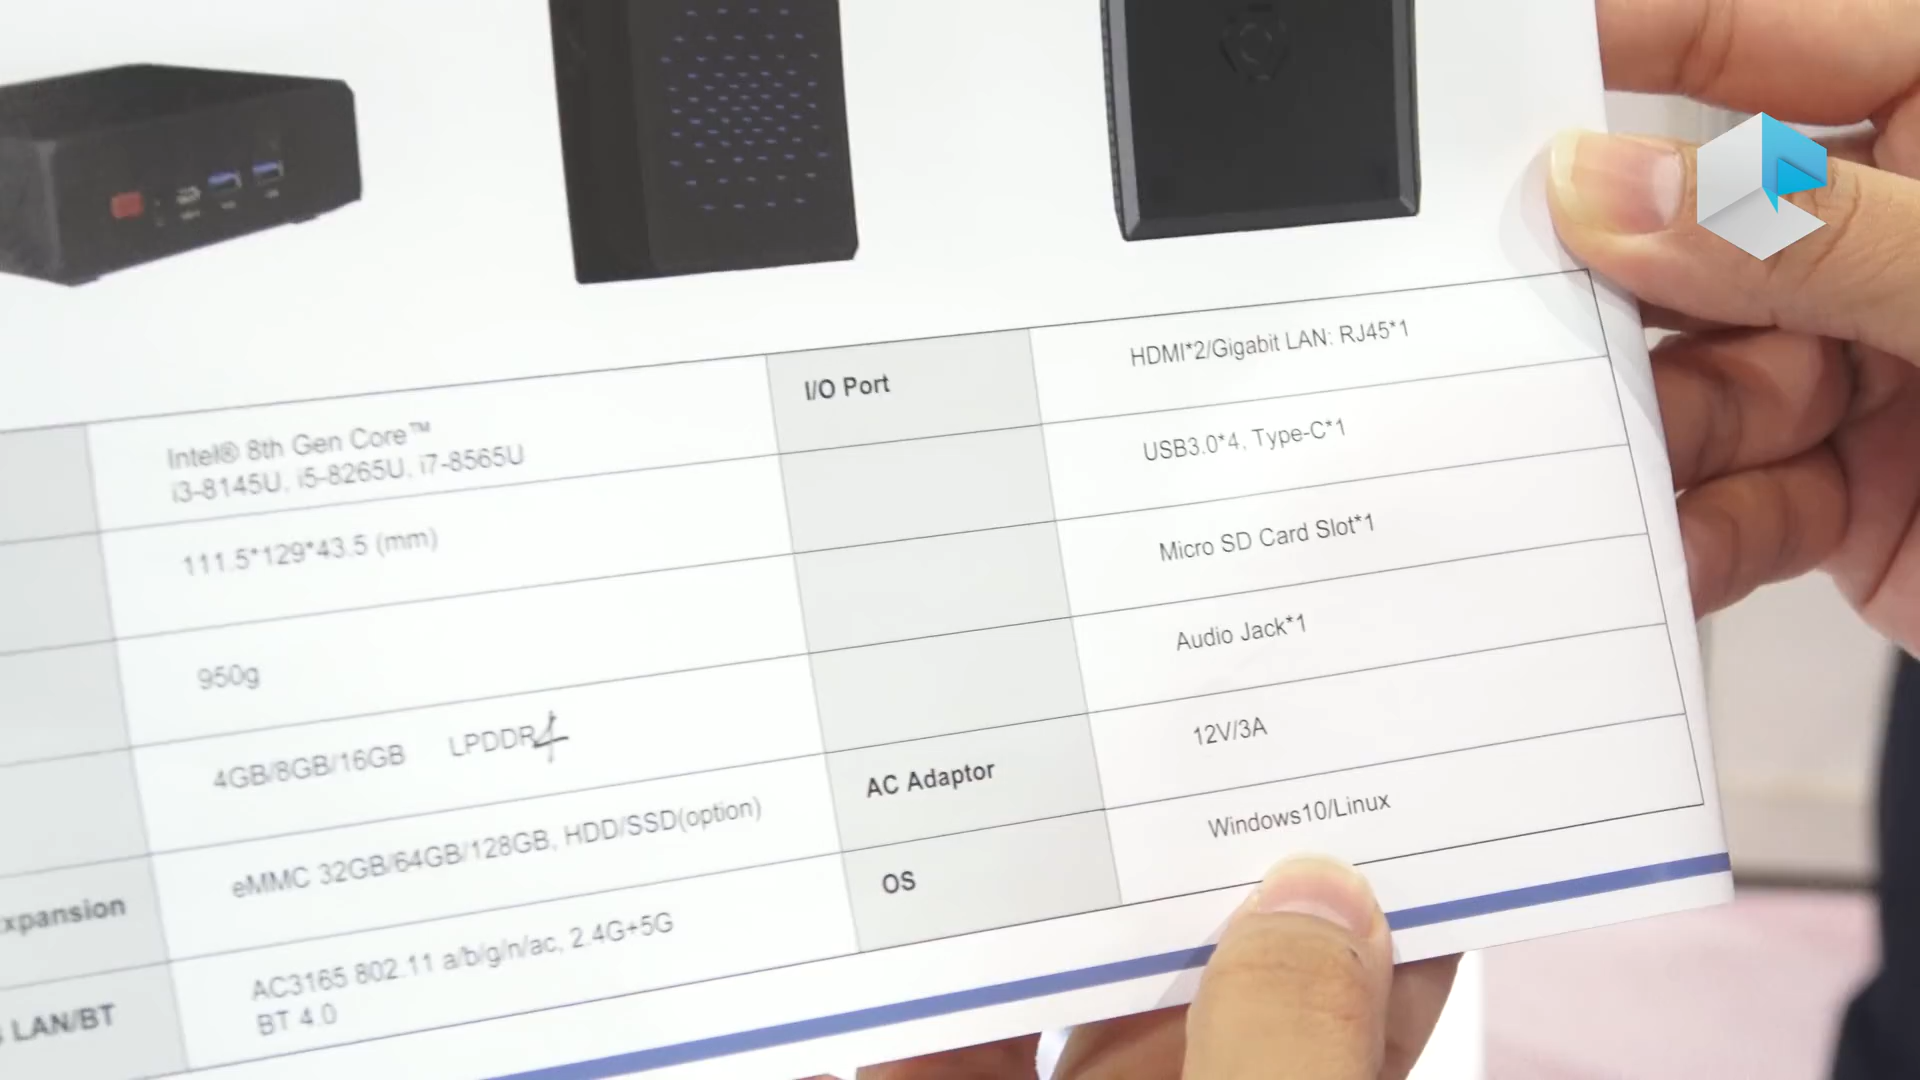 Intel® 8th Gen Core™
i3-8145U, i5-8265U, i7-8565U
111.5*129*43.5 (mm)
950g
4GB/8GB/16GB LPDDR4
xpansion
eMMC 32GB/64GB/128GB, HDD/SSD(option)
LAN/BT
AC3165 802.11 a/b/g/n/ac, 2.4G+5G
BT 4.0
I/O Port
HDMI*2/Gigabit LAN: RJ45*1
USB3.0*4, Type-C*1
Micro SD Card Slot*1
Audio Jack*1
AC Adaptor
12V/3A
OS
Windows10/Linux